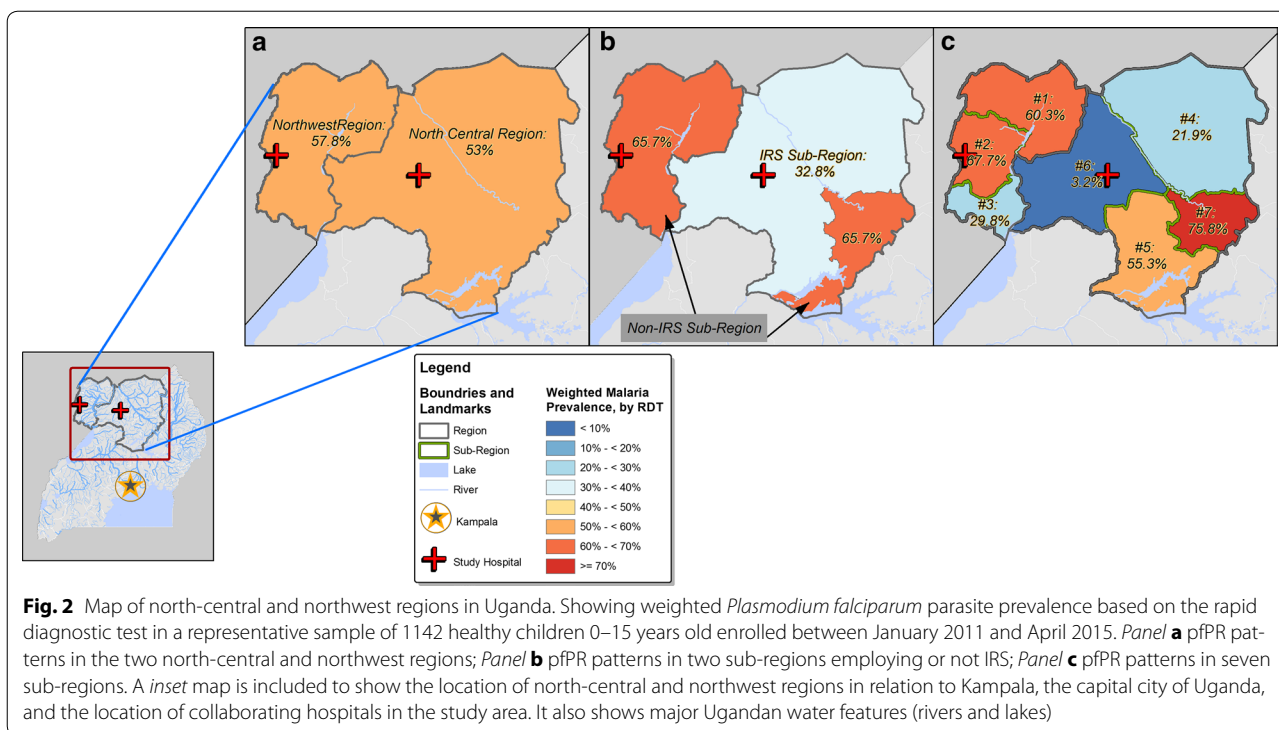 a
NorthwestRegion:
57.8%
North Central Region:
53%
b
65.7%
IRS Sub-Region:
32.8%
65.7%
Non-IRS Sub-Region
c
#1:
60.3%
#4:
21.9%
#2:
67.7%
#6:
3.2%
#3:
29.8%
#7:
75.8%
#5:
55.3%
Legend
Boundries and
Landmarks
Region
Sub-Region
Lake
River
Kampala
Study Hospital
Weighted Malaria
Prevalence, by RDT
< 10%
10% - < 20%
20% - < 30%
30% - < 40%
40% - < 50%
50% - < 60%
60% - < 70%
>= 70%
Fig. 2 Map of north-central and northwest regions in Uganda. Showing weighted Plasmodium falciparum parasite prevalence based on the rapid
diagnostic test in a representative sample of 1142 healthy children 0–15 years old enrolled between January 2011 and April 2015. Panel a pfPR pat-
terns in the two north-central and northwest regions; Panel b pfPR patterns in two sub-regions employing or not IRS; Panel c pfPR patterns in seven
sub-regions. A inset map is included to show the location of north-central and northwest regions in relation to Kampala, the capital city of Uganda,
and the location of collaborating hospitals in the study area. It also shows major Ugandan water features (rivers and lakes)